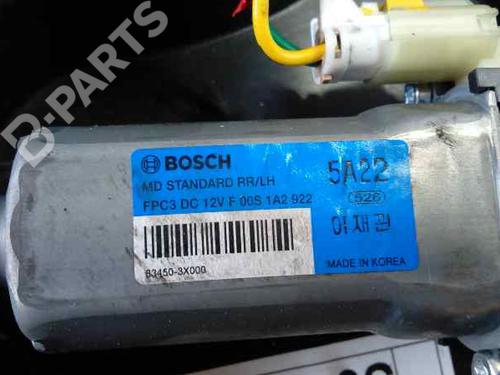 D-PARTS
BOSCH
MD STANDARD RR/LH
FPC3 DC 12V F 00S 1A2 922
83450-3X000
5A22
526
이재관
MADE IN KOREA